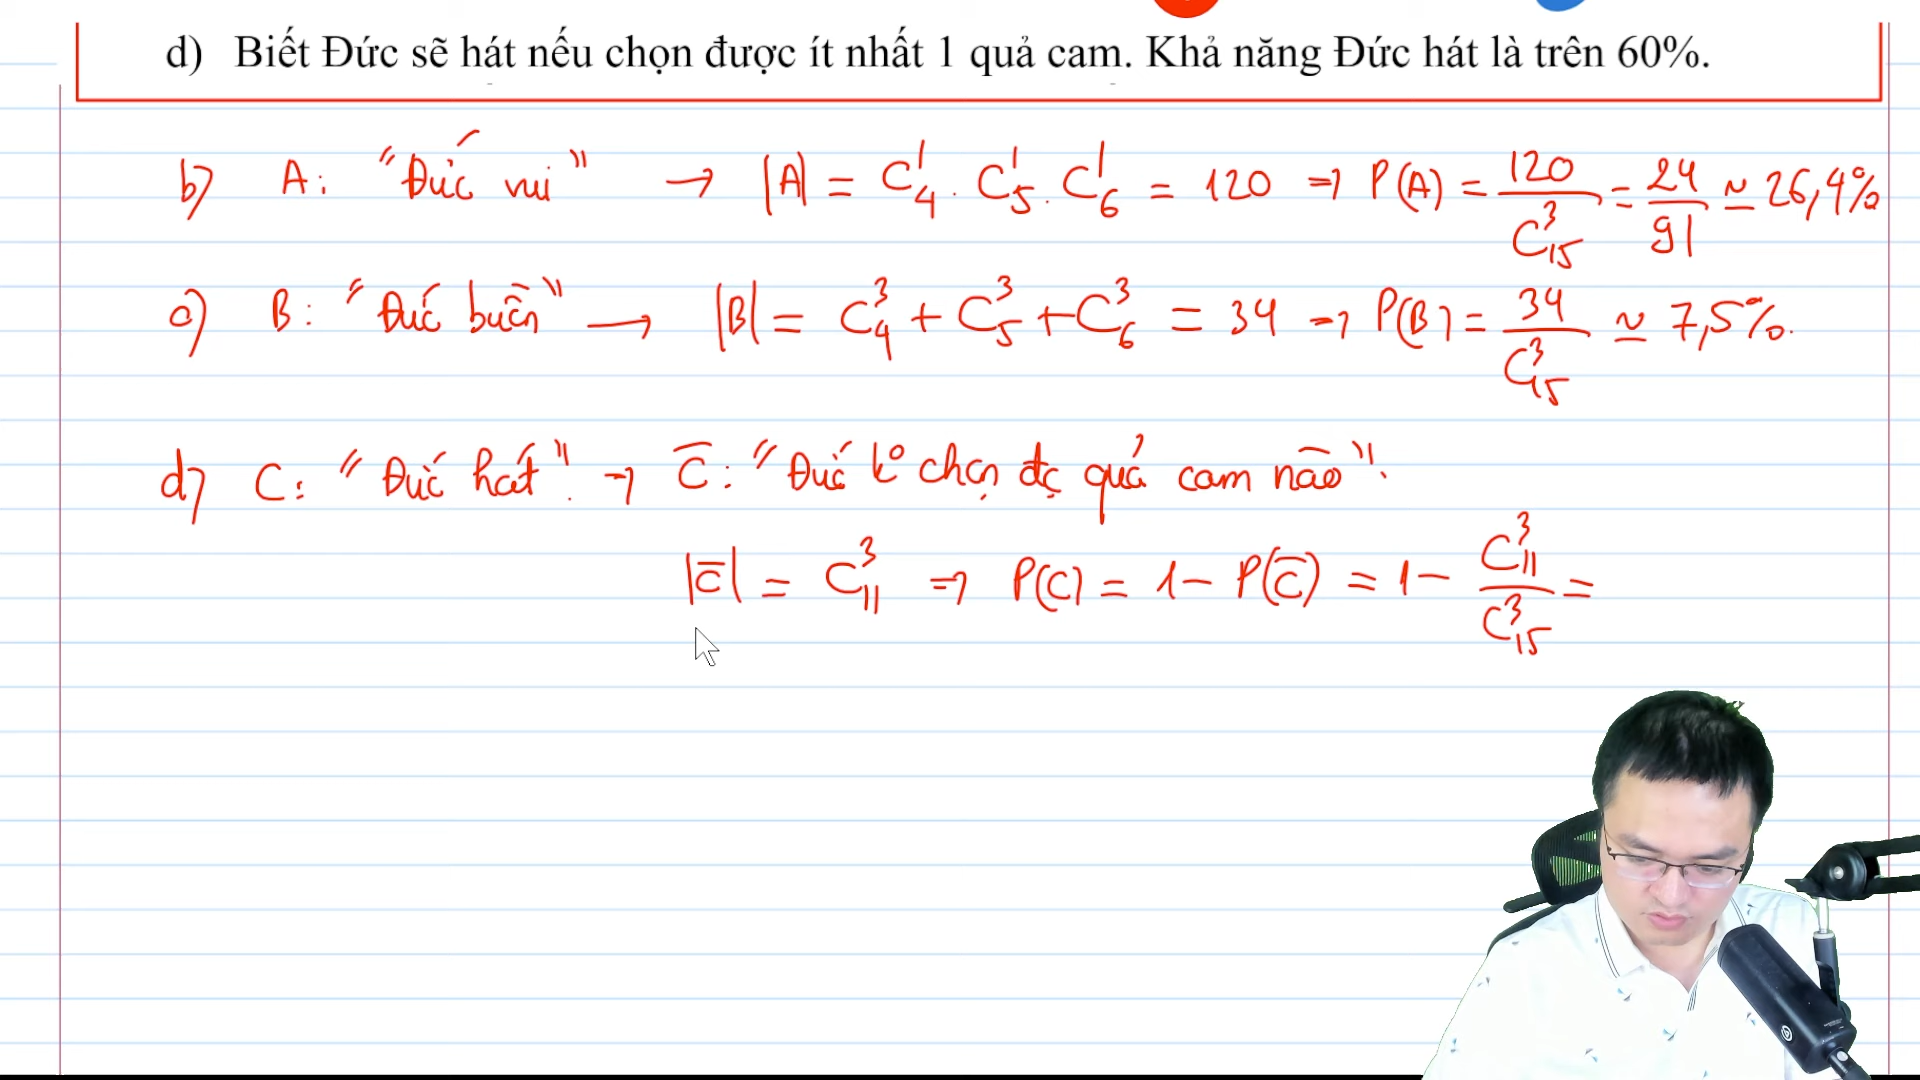 d) Biết Đức sẽ hát nếu chọn được ít nhất 1 quả cam. Khả năng Đức hát là trên 60%.
b) A: "Đức vui" → |A| = C¹₄ . C¹₅ . C¹₆ = 120 ⇒ P(A) = 120/C³₁₅ = 24/91 ≃ 26,4%
c) B: "Đức buồn" → |B| = C³₄ + C³₅ + C³₆ = 34 ⇒ P(B) = 34/C³₁₅ ≃ 7,5%.
d) C: "Đức hát". → C̅: "Đức k° chọn đc quả cam nào".
|C̅| = C³₁₁ ⇒ P(C) = 1 − P(C̅) = 1 − C³₁₁/C³₁₅ =